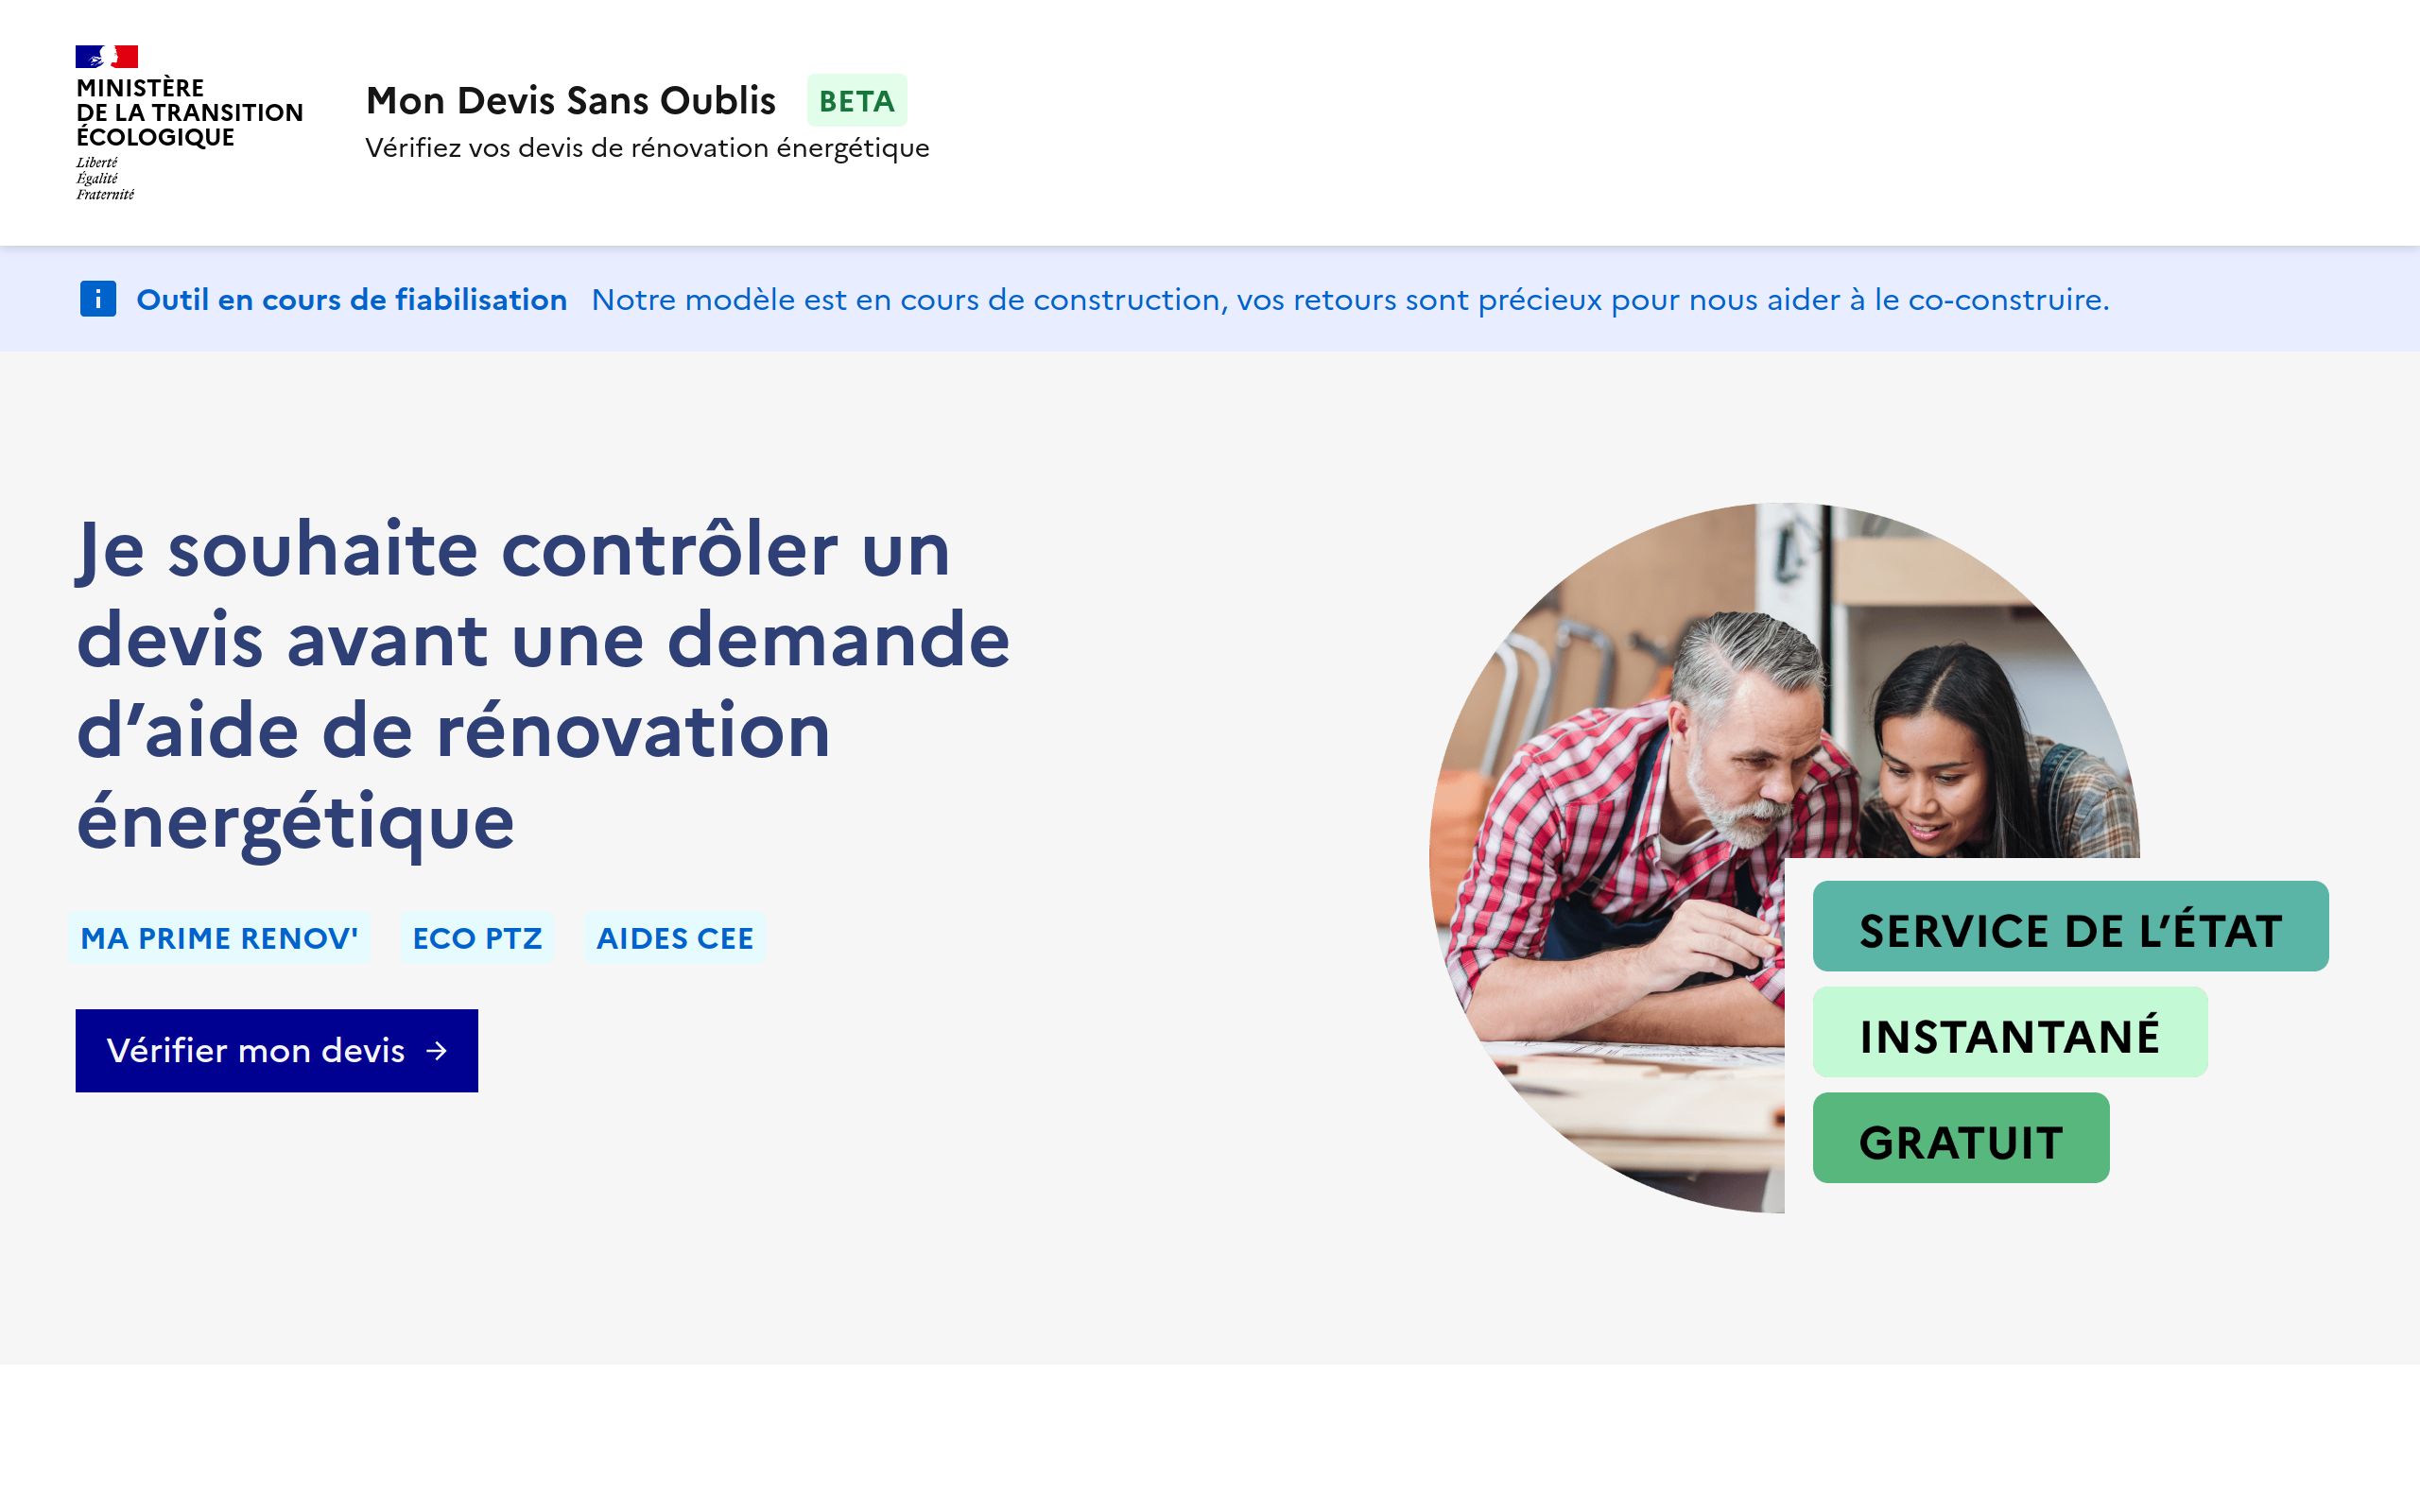 MINISTÈRE
DE LA TRANSITION
ÉCOLOGIQUE
Liberté
Égalité
Fraternité
Mon Devis Sans Oublis BETA
Vérifiez vos devis de rénovation énergétique
Outil en cours de fiabilisation Notre modèle est en cours de construction, vos retours sont précieux pour nous aider à le co-construire.
Je souhaite contrôler un
devis avant une demande
d’aide de rénovation
énergétique
MA PRIME RENOV' ECO PTZ AIDES CEE
Vérifier mon devis →
SERVICE DE L’ÉTAT
INSTANTANÉ
GRATUIT